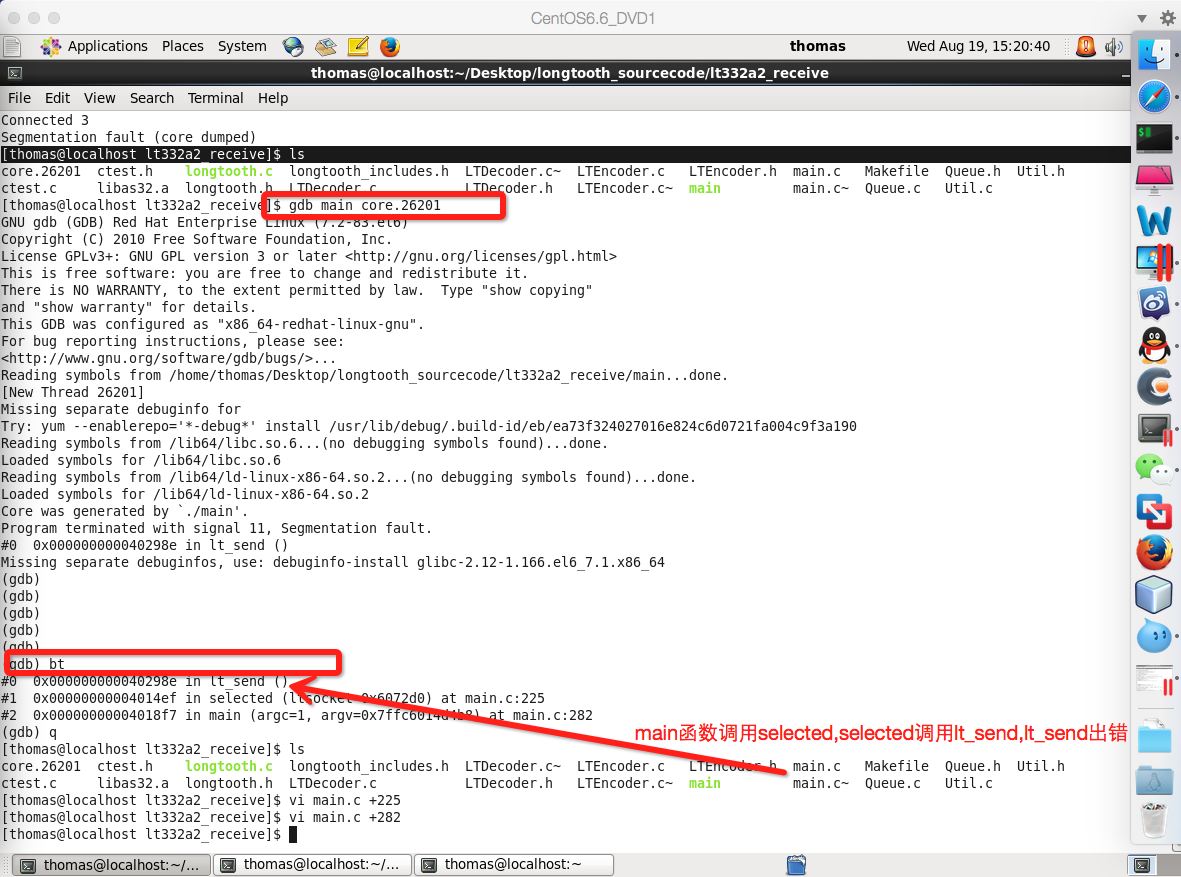 CentOS6.6_DVD1
Applications Places System thomas Wed Aug 19, 15:20:40
thomas@localhost:~/Desktop/longtooth_sourcecode/lt332a2_receive
File Edit View Search Terminal Help
Connected 3
Segmentation fault (core dumped)
[thomas@localhost lt332a2_receive]$ ls
core.26201 ctest.h longtooth.c longtooth_includes.h LTDecoder.c~ LTEncoder.c LTEncoder.h main.c Makefile Queue.h Util.h
ctest.c libas32.a longtooth.h LTDecoder.c LTDecoder.h LTEncoder.c~ main main.c~ Queue.c Util.c
[thomas@localhost lt332a2_receive]$ gdb main core.26201
GNU gdb (GDB) Red Hat Enterprise Linux (7.2-83.el6)
Copyright (C) 2010 Free Software Foundation, Inc.
License GPLv3+: GNU GPL version 3 or later <http://gnu.org/licenses/gpl.html>
This is free software: you are free to change and redistribute it.
There is NO WARRANTY, to the extent permitted by law. Type "show copying"
and "show warranty" for details.
This GDB was configured as "x86_64-redhat-linux-gnu".
For bug reporting instructions, please see:
<http://www.gnu.org/software/gdb/bugs/>...
Reading symbols from /home/thomas/Desktop/longtooth_sourcecode/lt332a2_receive/main...done.
[New Thread 26201]
Missing separate debuginfo for
Try: yum --enablerepo='*-debug*' install /usr/lib/debug/.build-id/eb/ea73f324027016e824c6d0721fa004c9f3a190
Reading symbols from /lib64/libc.so.6...(no debugging symbols found)...done.
Loaded symbols for /lib64/libc.so.6
Reading symbols from /lib64/ld-linux-x86-64.so.2...(no debugging symbols found)...done.
Loaded symbols for /lib64/ld-linux-x86-64.so.2
Core was generated by `./main'.
Program terminated with signal 11, Segmentation fault.
#0 0x000000000040298e in lt_send ()
Missing separate debuginfos, use: debuginfo-install glibc-2.12-1.166.el6_7.1.x86_64
(gdb)
(gdb)
(gdb)
(gdb)
(gdb)
(gdb) bt
#0 0x000000000040298e in lt_send ()
#1 0x00000000004014ef in selected (ltsocket=0x6072d0) at main.c:225
#2 0x00000000004018f7 in main (argc=1, argv=0x7ffc6014d4b8) at main.c:282
(gdb) q
main函数调用selected,selected调用lt_send,lt_send出错
[thomas@localhost lt332a2_receive]$ ls
core.26201 ctest.h longtooth.c longtooth_includes.h LTDecoder.c~ LTEncoder.c LTEncoder.h main.c Makefile Queue.h Util.h
ctest.c libas32.a longtooth.h LTDecoder.c LTDecoder.h LTEncoder.c~ main main.c~ Queue.c Util.c
[thomas@localhost lt332a2_receive]$ vi main.c +225
[thomas@localhost lt332a2_receive]$ vi main.c +282
[thomas@localhost lt332a2_receive]$
thomas@localhost:~/... thomas@localhost:~/... thomas@localhost:~